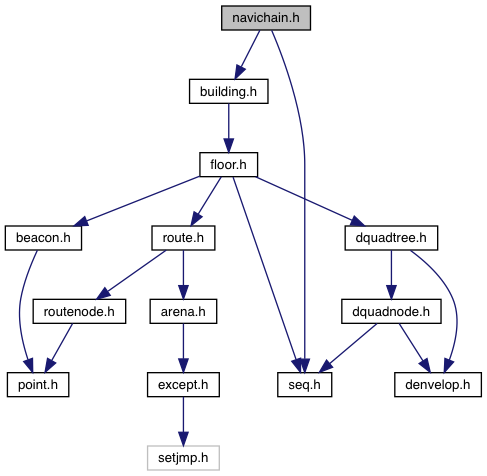 navichain.h
building.h
floor.h
beacon.h
route.h
dquadtree.h
routenode.h
arena.h
dquadnode.h
point.h
except.h
seq.h
denvelop.h
setjmp.h